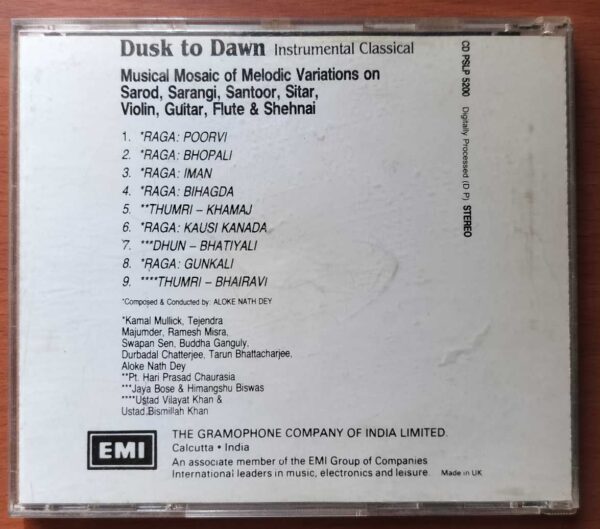 Dusk to Dawn Instrumental Classical
Musical Mosaic of Melodic Variations on
Sarod, Sarangi, Santoor, Sitar,
Violin, Guitar, Flute & Shehnai
1. *RAGA: POORVI
2. *RAGA: BHOPALI
3. *RAGA: IMAN
4. *RAGA: BIHAGDA
5 **THUMRI – KHAMAJ
6 *RAGA: KAUSI KANADA
7. ***DHUN – BHATIYALI
8 *RAGA: GUNKALI
9. ****THUMRI – BHAIRAVI
*Composed & Conducted by: ALOKE NATH DEY
*Kamal Mullick, Tejendra
Majumder, Ramesh Misra,
Swapan Sen, Buddha Ganguly,
Durbadal Chatterjee, Tarun Bhattacharjee,
Aloke Nath Dey
**Pt. Hari Prasad Chaurasia
***Jaya Bose & Himangshu Biswas
****Ustad Vilayat Khan &
Ustad Bismillah Khan
CD PSLP 5200 Digitally Processed (D P) STEREO
EMI
THE GRAMOPHONE COMPANY OF INDIA LIMITED
Calcutta • India
An associate member of the EMI Group of Companies
International leaders in music, electronics and leisure. Made in UK